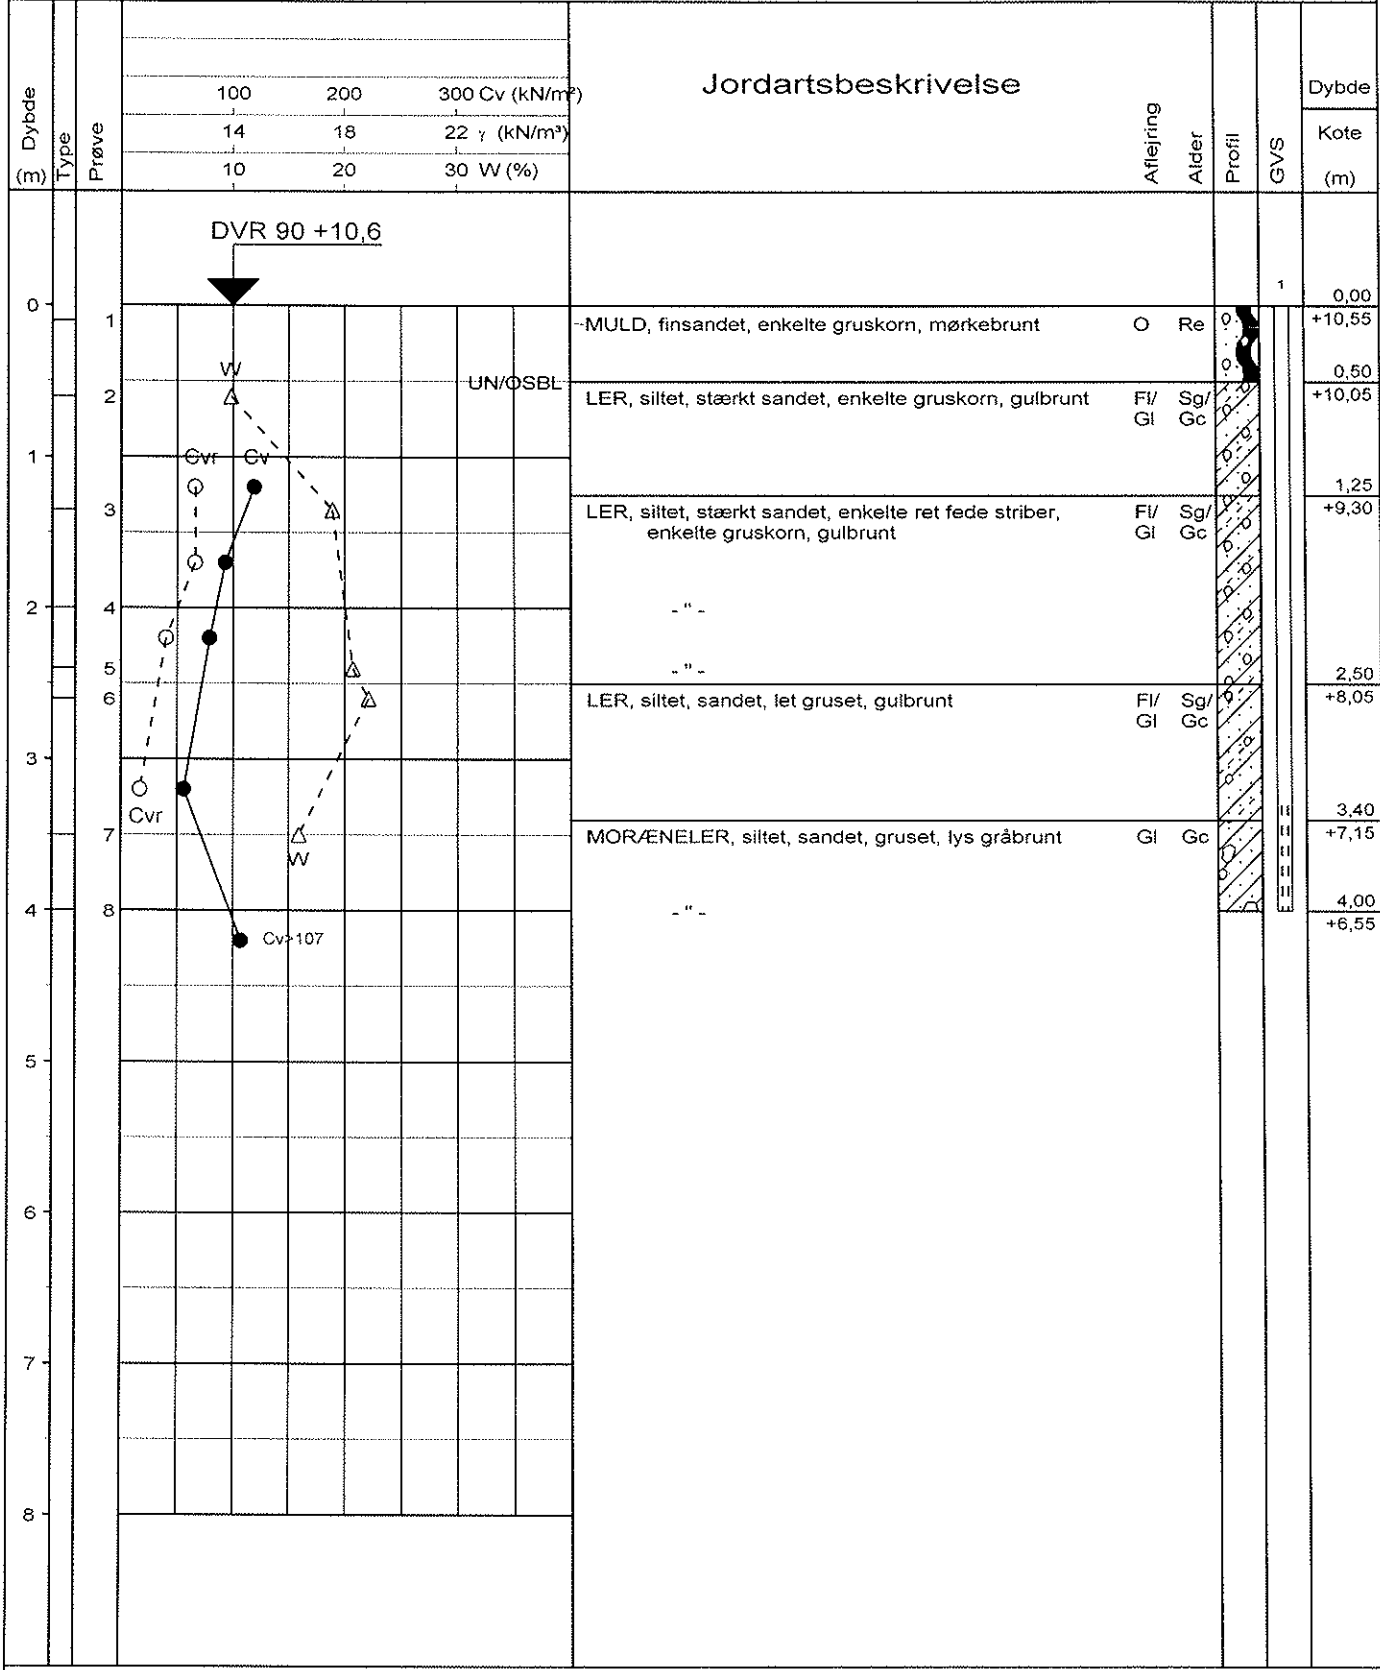 Dybde
(m)
Type
Prøve
100 200 300 Cv (kN/m²)
14 18 22 γ (kN/m³)
10 20 30 W (%)
Jordartsbeskrivelse
Aflejring
Alder
Profil
GVS
Dybde
Kote
(m)
DVR 90 +10,6
1
0 0,00
1 MULD, finsandet, enkelte gruskorn, mørkebrunt O Re +10,55
W
UN/OSBL 0,50
2 LER, siltet, stærkt sandet, enkelte gruskorn, gulbrunt Fl/ Sg/ +10,05
Gl Gc
1 Cvr Cv
1,25
3 LER, siltet, stærkt sandet, enkelte ret fede striber, Fl/ Sg/ +9,30
enkelte gruskorn, gulbrunt Gl Gc
2 4 - " -
5 - " - 2,50
6 LER, siltet, sandet, let gruset, gulbrunt Fl/ Sg/ +8,05
Gl Gc
3
Cvr 3,40
7 MORÆNELER, siltet, sandet, gruset, lys gråbrunt Gl Gc +7,15
W
4 8 - " - 4,00
+6,55
Cv>107
5
6
7
8